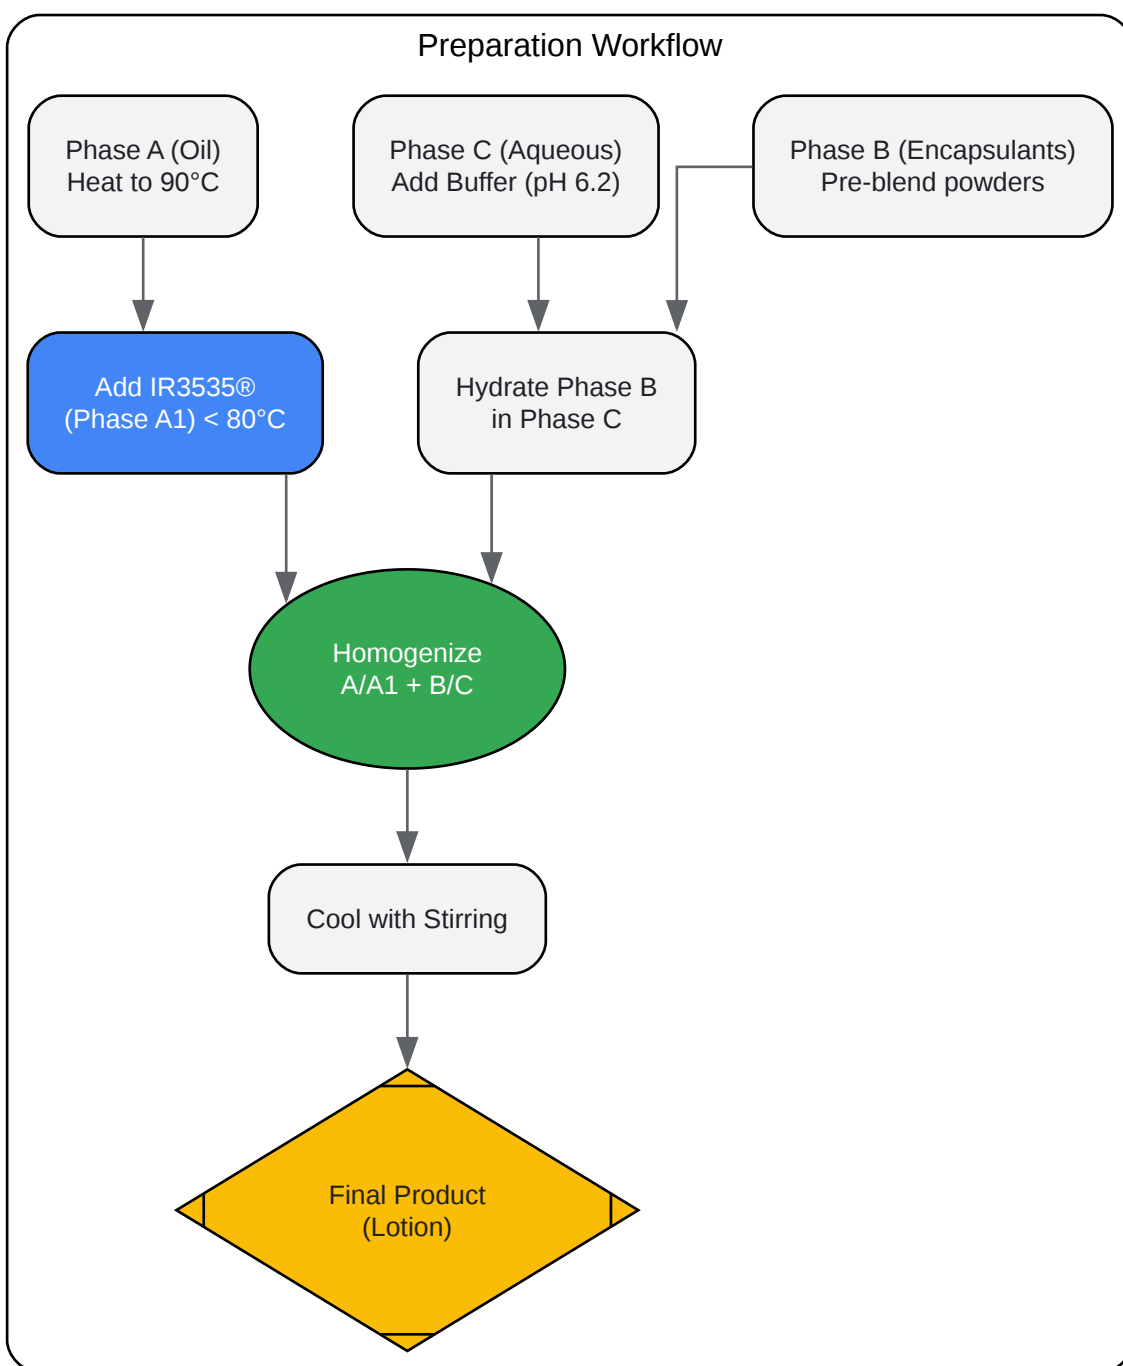 Preparation Workflow
Phase A (Oil)
Heat to 90°C
Phase C (Aqueous)
Add Buffer (pH 6.2)
Phase B (Encapsulants)
Pre-blend powders
Add IR3535®
(Phase A1) < 80°C
Hydrate Phase B
in Phase C
Homogenize
A/A1 + B/C
Cool with Stirring
Final Product
(Lotion)